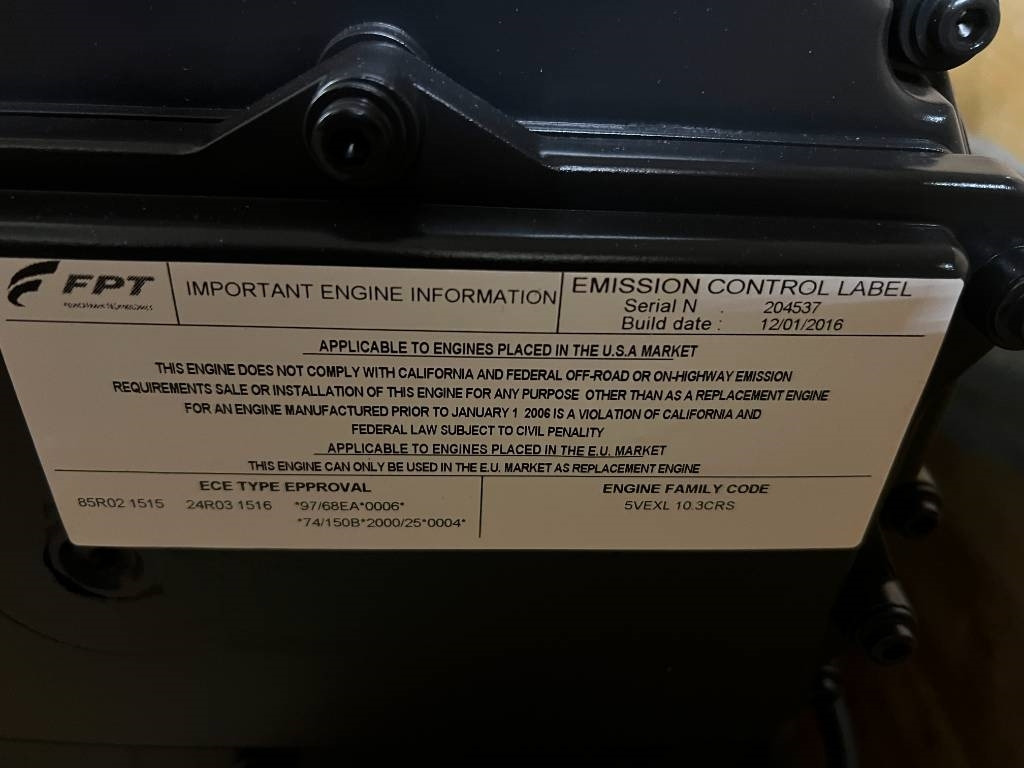 FPT
POWERTRAIN TECHNOLOGIES
IMPORTANT ENGINE INFORMATION
EMISSION CONTROL LABEL
Serial N . 204537
Build date : 12/01/2016
APPLICABLE TO ENGINES PLACED IN THE U.S.A MARKET
THIS ENGINE DOES NOT COMPLY WITH CALIFORNIA AND FEDERAL OFF-ROAD OR ON-HIGHWAY EMISSION
REQUIREMENTS SALE OR INSTALLATION OF THIS ENGINE FOR ANY PURPOSE OTHER THAN AS A REPLACEMENT ENGINE
FOR AN ENGINE MANUFACTURED PRIOR TO JANUARY 1 2006 IS A VIOLATION OF CALIFORNIA AND
FEDERAL LAW SUBJECT TO CIVIL PENALITY
APPLICABLE TO ENGINES PLACED IN THE E.U. MARKET
THIS ENGINE CAN ONLY BE USED IN THE E.U. MARKET AS REPLACEMENT ENGINE
ECE TYPE EPPROVAL
85R02 1515 24R03 1516 *97/68EA*0006*
*74/150B*2000/25*0004*
ENGINE FAMILY CODE
5VEXL 10.3CRS